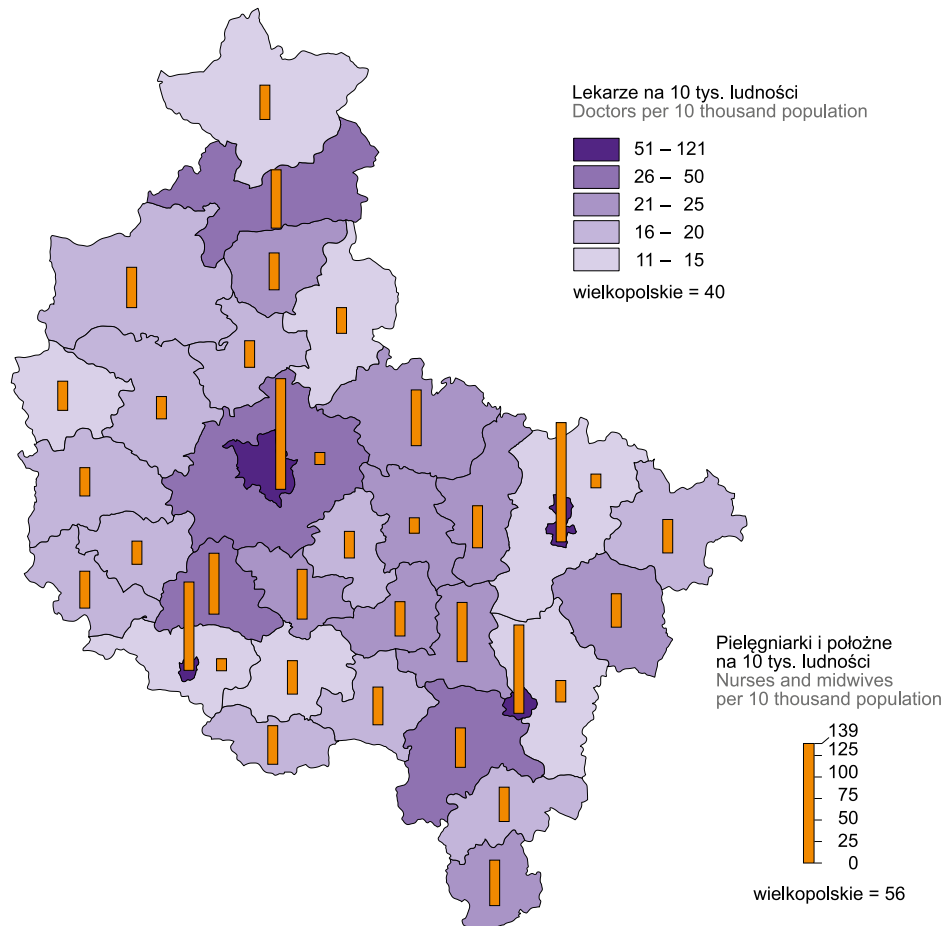 Lekarze na 10 tys. ludności
Doctors per 10 thousand population
51 – 121
26 – 50
21 – 25
16 – 20
11 – 15
wielkopolskie = 40
Pielęgniarki i położne
na 10 tys. ludności
Nurses and midwives
per 10 thousand population
139
125
100
75
50
25
0
wielkopolskie = 56